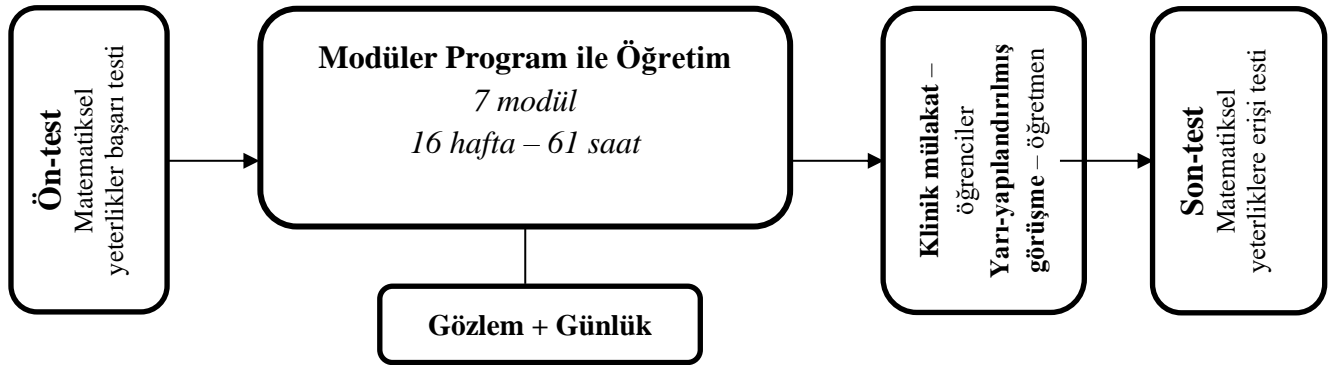 Ön-test
Matematiksel
yeterlikler başarı testi
Modüler Program ile Öğretim
7 modül
16 hafta – 61 saat
Gözlem + Günlük
Klinik mülakat –
öğrenciler
Yarı-yapılandırılmış
görüşme – öğretmen
Son-test
Matematiksel
yeterliklere erişi testi